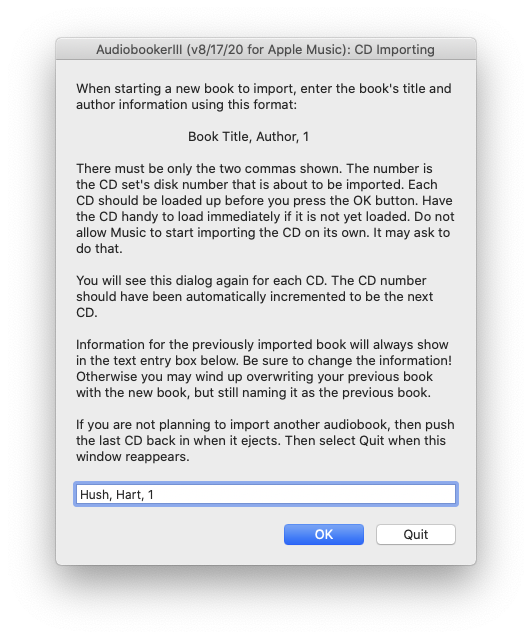 AudiobookerIII (v8/17/20 for Apple Music): CD Importing
When starting a new book to import, enter the book's title and
author information using this format:
Book Title, Author, 1
There must be only the two commas shown. The number is
the CD set's disk number that is about to be imported. Each
CD should be loaded up before you press the OK button. Have
the CD handy to load immediately if it is not yet loaded. Do not
allow Music to start importing the CD on its own. It may ask to
do that.
You will see this dialog again for each CD. The CD number
should have been automatically incremented to be the next
CD.
Information for the previously imported book will always show
in the text entry box below. Be sure to change the information!
Otherwise you may wind up overwriting your previous book
with the new book, but still naming it as the previous book.
If you are not planning to import another audiobook, then push
the last CD back in when it ejects. Then select Quit when this
window reappears.
Hush, Hart, 1
OK Quit